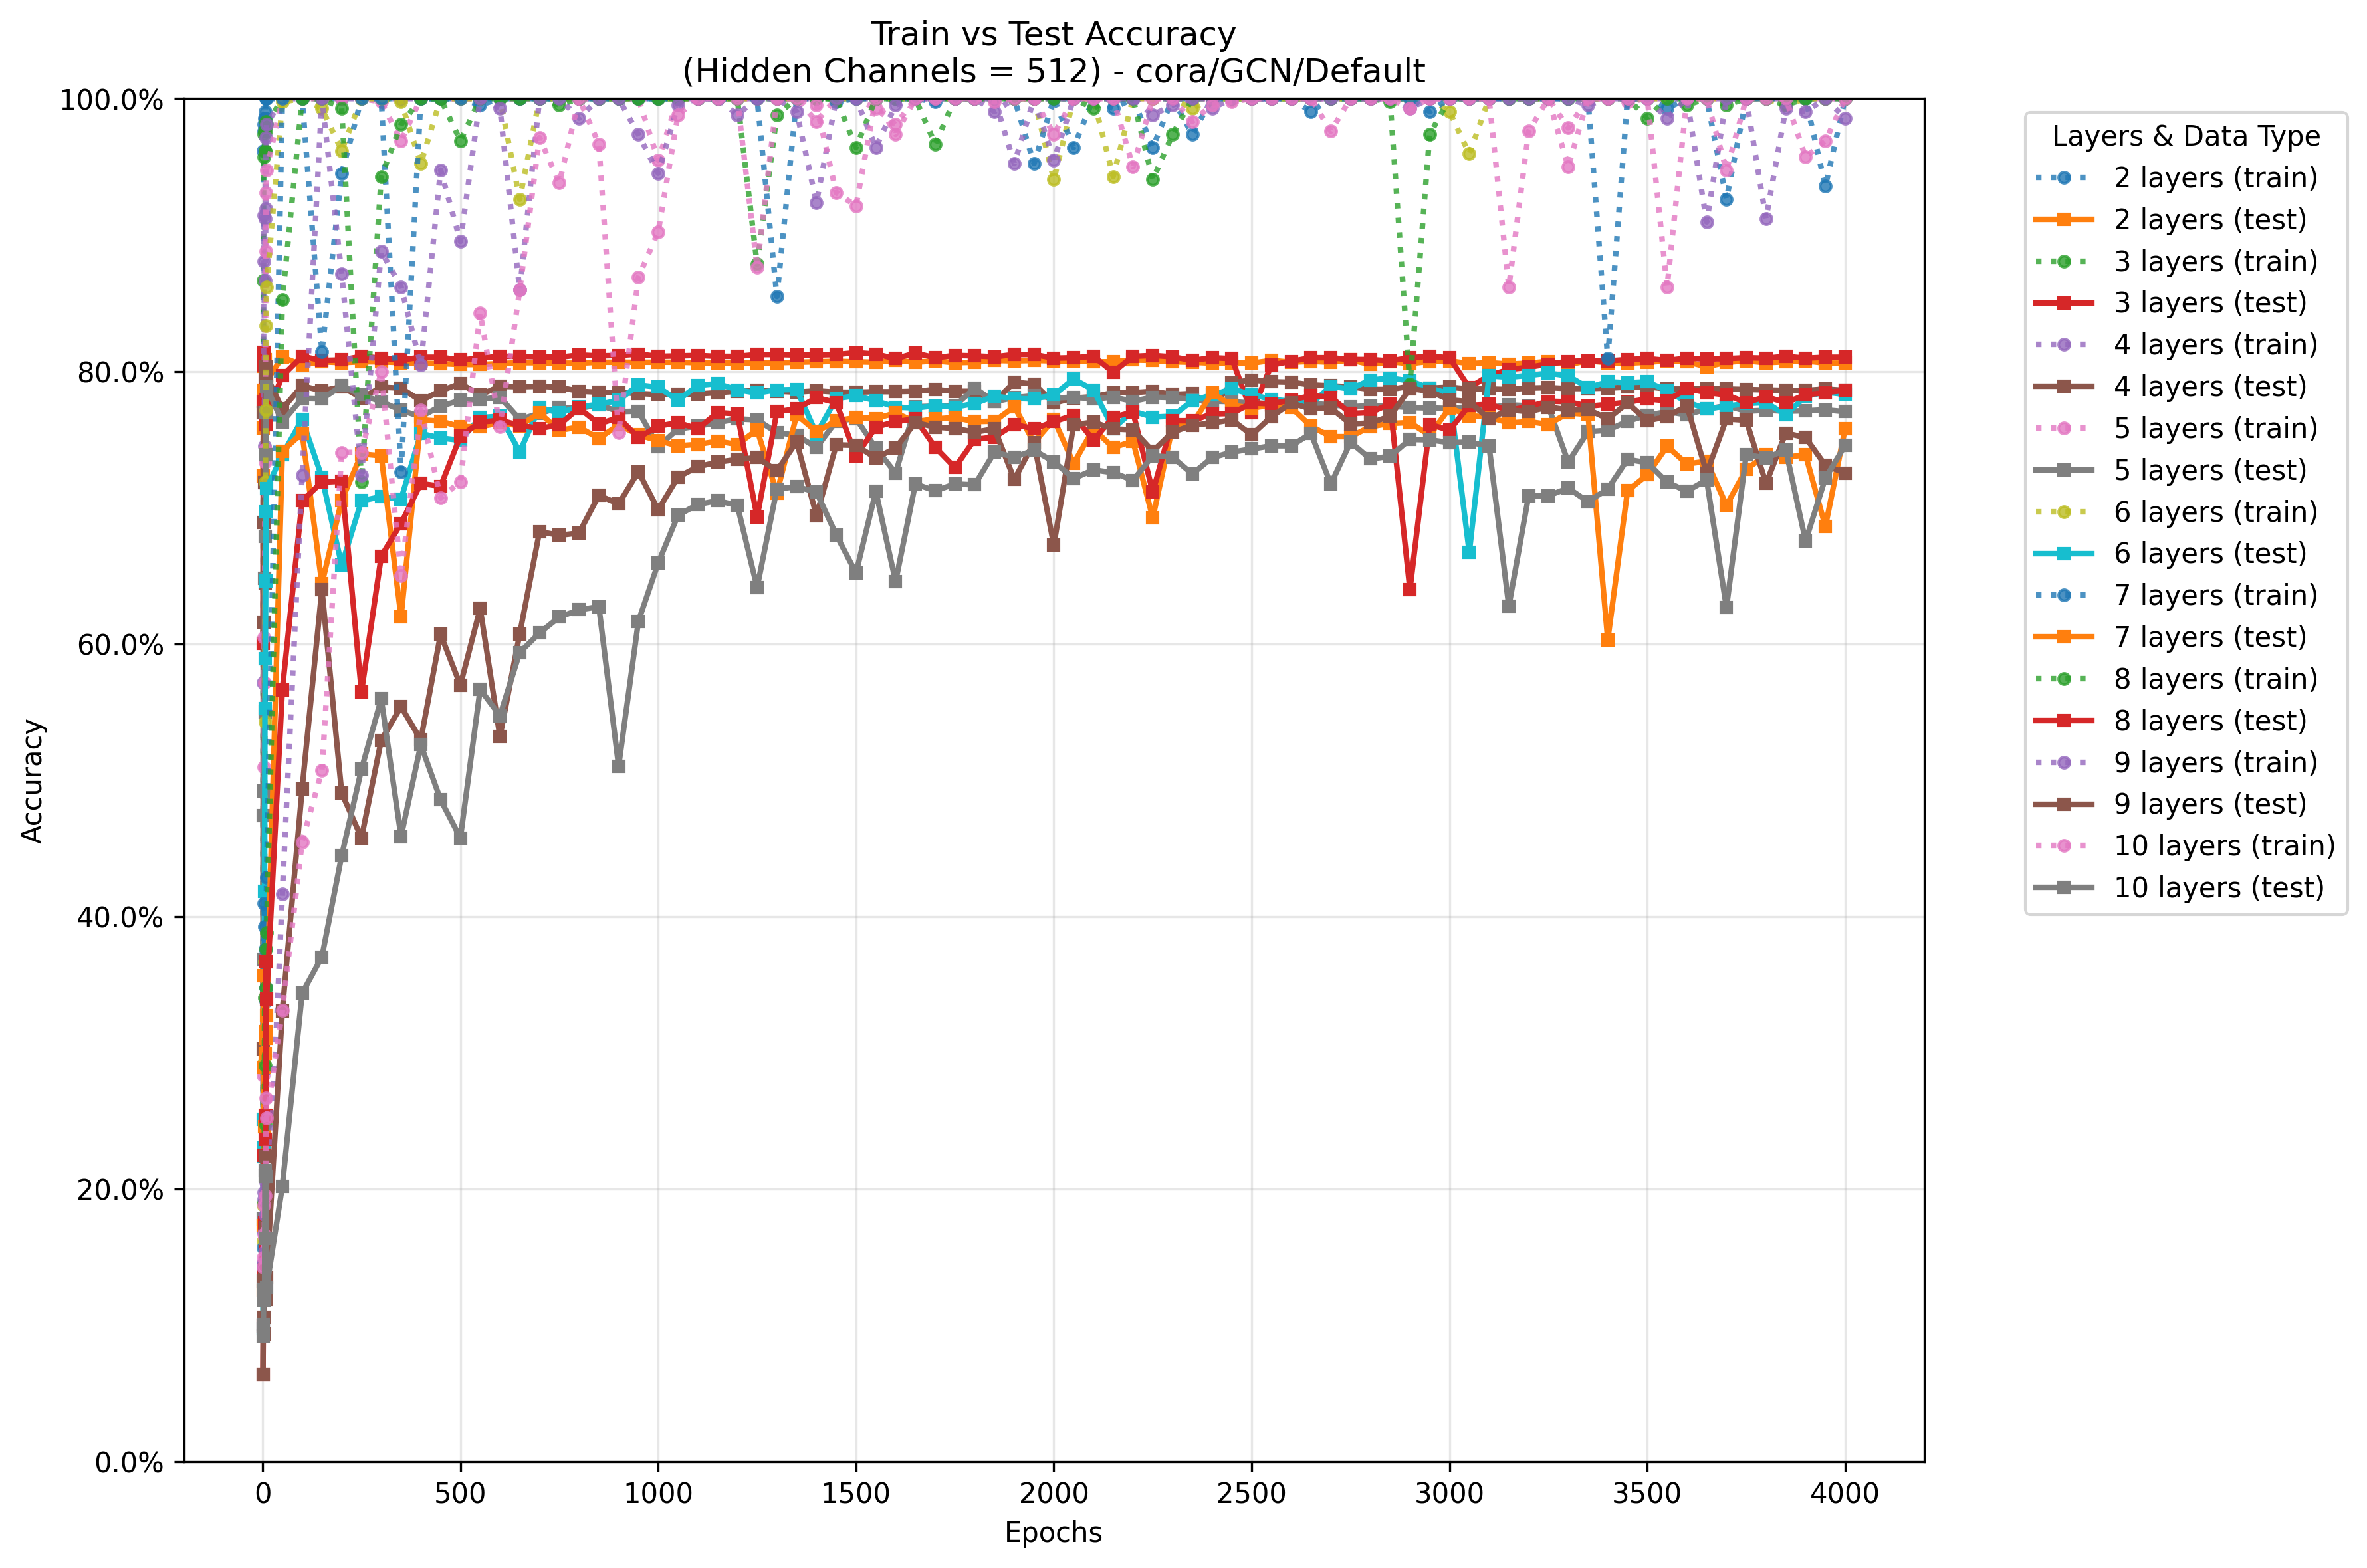 Train vs Test Accuracy
(Hidden Channels = 512) - cora/GCN/Default
100.0%
80.0%
60.0%
40.0%
20.0%
0.0%
Accuracy
0 500 1000 1500 2000 2500 3000 3500 4000
Epochs
Layers & Data Type
2 layers (train)
2 layers (test)
3 layers (train)
3 layers (test)
4 layers (train)
4 layers (test)
5 layers (train)
5 layers (test)
6 layers (train)
6 layers (test)
7 layers (train)
7 layers (test)
8 layers (train)
8 layers (test)
9 layers (train)
9 layers (test)
10 layers (train)
10 layers (test)